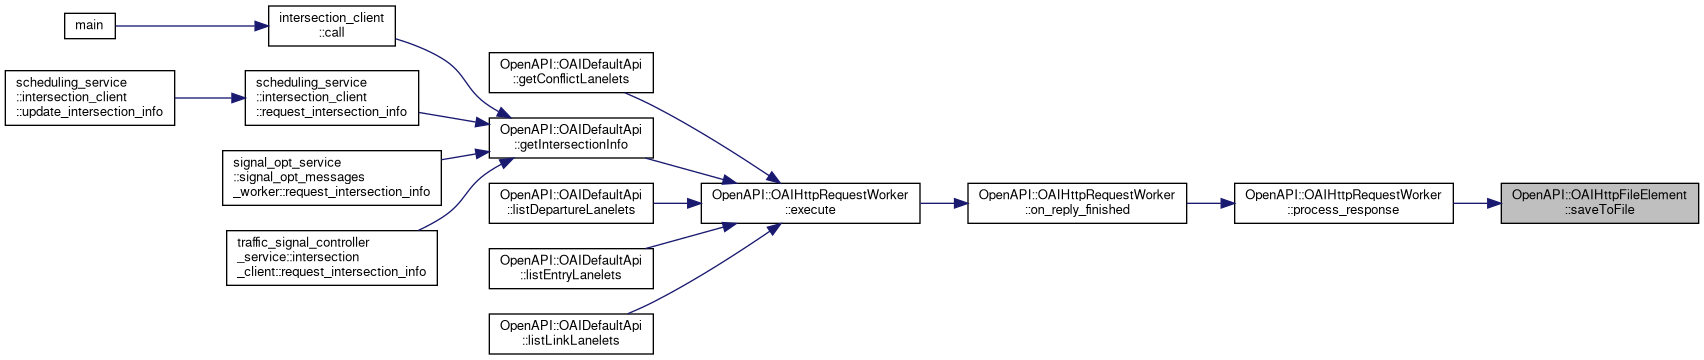 main
intersection_client
::call
scheduling_service
::intersection_client
::update_intersection_info
scheduling_service
::intersection_client
::request_intersection_info
signal_opt_service
::signal_opt_messages
_worker::request_intersection_info
traffic_signal_controller
_service::intersection
_client::request_intersection_info
OpenAPI::OAIDefaultApi
::getConflictLanelets
OpenAPI::OAIDefaultApi
::getIntersectionInfo
OpenAPI::OAIDefaultApi
::listDepartureLanelets
OpenAPI::OAIDefaultApi
::listEntryLanelets
OpenAPI::OAIDefaultApi
::listLinkLanelets
OpenAPI::OAIHttpRequestWorker
::execute
OpenAPI::OAIHttpRequestWorker
::on_reply_finished
OpenAPI::OAIHttpRequestWorker
::process_response
OpenAPI::OAIHttpFileElement
::saveToFile